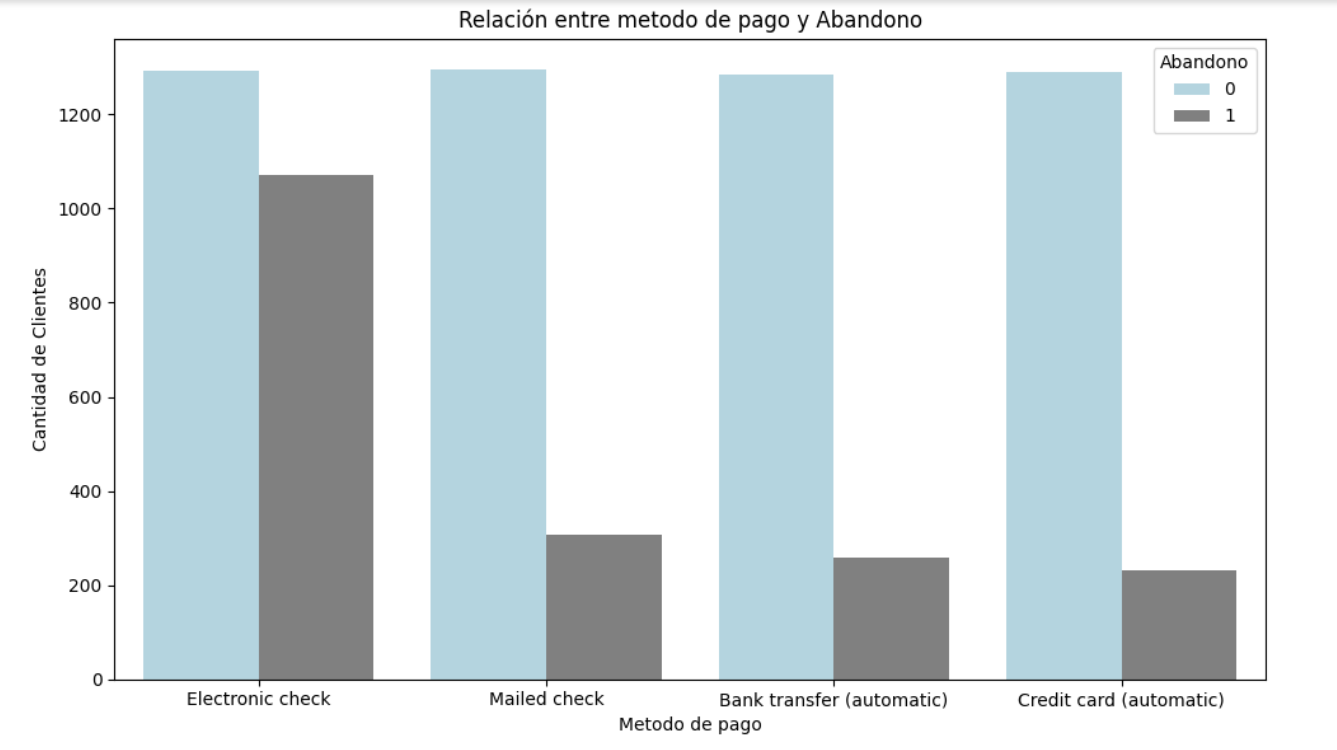 Relación entre metodo de pago y Abandono
Abandono
0
1
1200
1000
800
600
400
200
0
Cantidad de Clientes
Electronic check
Mailed check
Bank transfer (automatic)
Credit card (automatic)
Metodo de pago